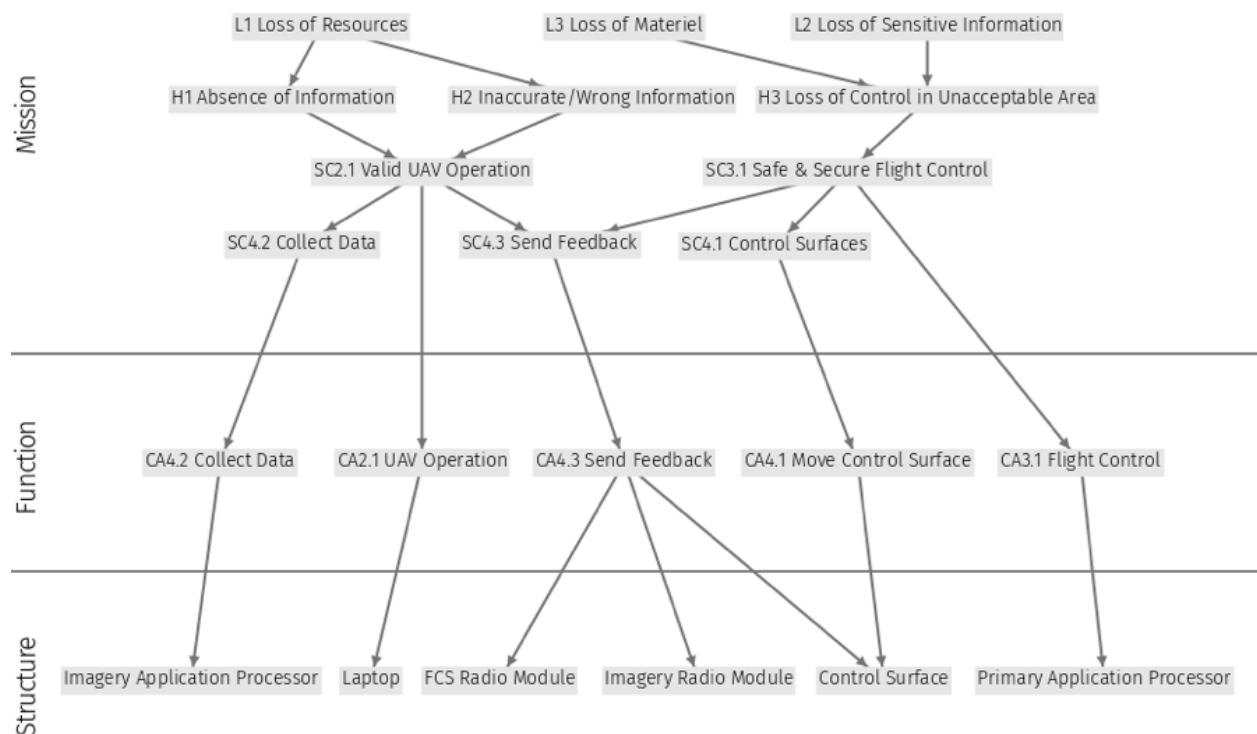 L1 Loss of Resources
L3 Loss of Materiel
L2 Loss of Sensitive Information
Mission
H1 Absence of Information
H2 Inaccurate/Wrong Information
H3 Loss of Control in Unacceptable Area
SC2.1 Valid UAV Operation
SC3.1 Safe & Secure Flight Control
SC4.2 Collect Data
SC4.3 Send Feedback
SC4.1 Control Surfaces
Function
CA4.2 Collect Data
CA2.1 UAV Operation
CA4.3 Send Feedback
CA4.1 Move Control Surface
CA3.1 Flight Control
Structure
Imagery Application Processor
Laptop
FCS Radio Module
Imagery Radio Module
Control Surface
Primary Application Processor